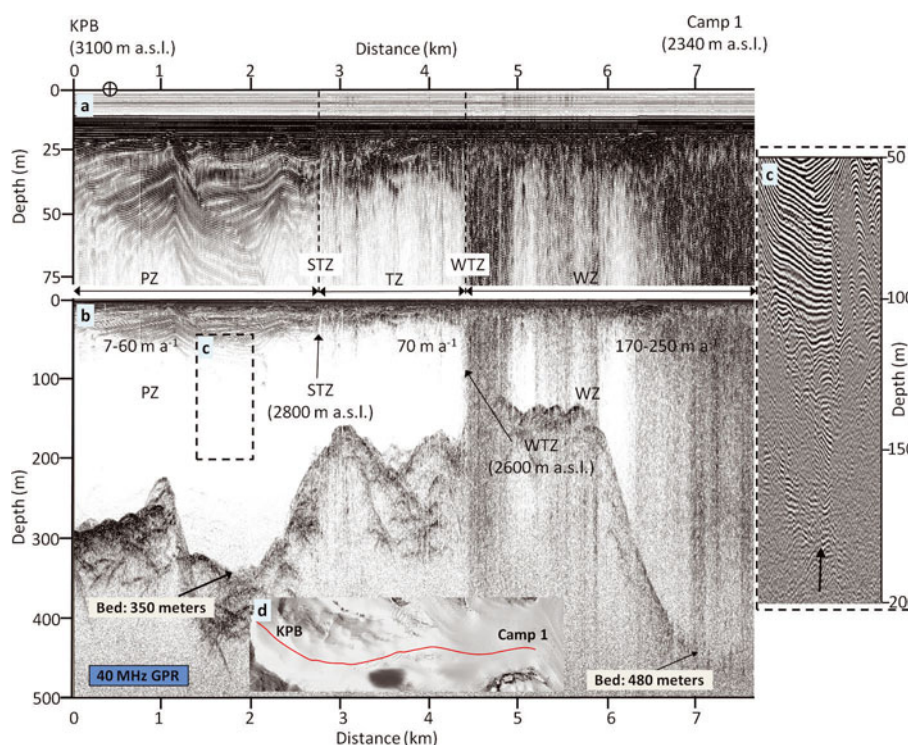 KPB
(3100 m a.s.l.)
Distance (km)
Camp 1
(2340 m a.s.l.)
0 1 2 3 4 5 6 7
a
Depth (m)
0
25
50
75
STZ
WTZ
PZ
TZ
WZ
c
Depth (m)
50
100
150
200
b
Depth (m)
0
100
200
300
400
500
7-60 m a⁻¹
c
70 m a⁻¹
170-250 m a⁻¹
PZ
STZ
(2800 m a.s.l.)
WZ
WTZ
(2600 m a.s.l.)
Bed: 350 meters
d
KPB
Camp 1
40 MHz GPR
Bed: 480 meters
0 1 2 3 4 5 6 7
Distance (km)